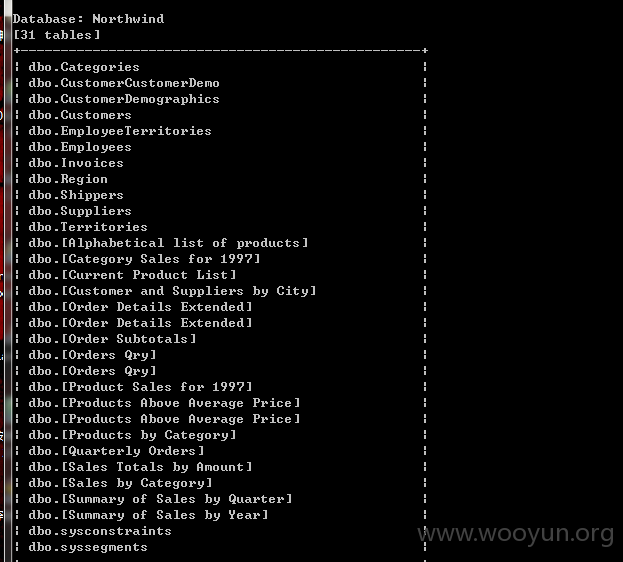 Database: Northwind
[31 tables]
+--------------------------------------------------+
| dbo.Categories |
| dbo.CustomerCustomerDemo |
| dbo.CustomerDemographics |
| dbo.Customers |
| dbo.EmployeeTerritories |
| dbo.Employees |
| dbo.Invoices |
| dbo.Region |
| dbo.Shippers |
| dbo.Suppliers |
| dbo.Territories |
| dbo.[Alphabetical list of products] |
| dbo.[Category Sales for 1997] |
| dbo.[Current Product List] |
| dbo.[Customer and Suppliers by City] |
| dbo.[Order Details Extended] |
| dbo.[Order Details Extended] |
| dbo.[Order Subtotals] |
| dbo.[Orders Qry] |
| dbo.[Orders Qry] |
| dbo.[Product Sales for 1997] |
| dbo.[Products Above Average Price] |
| dbo.[Products Above Average Price] |
| dbo.[Products by Category] |
| dbo.[Quarterly Orders] |
| dbo.[Sales Totals by Amount] |
| dbo.[Sales by Category] |
| dbo.[Summary of Sales by Quarter] |
| dbo.[Summary of Sales by Year] |
| dbo.sysconstraints |
| dbo.syssegments |
www.wooyun.org